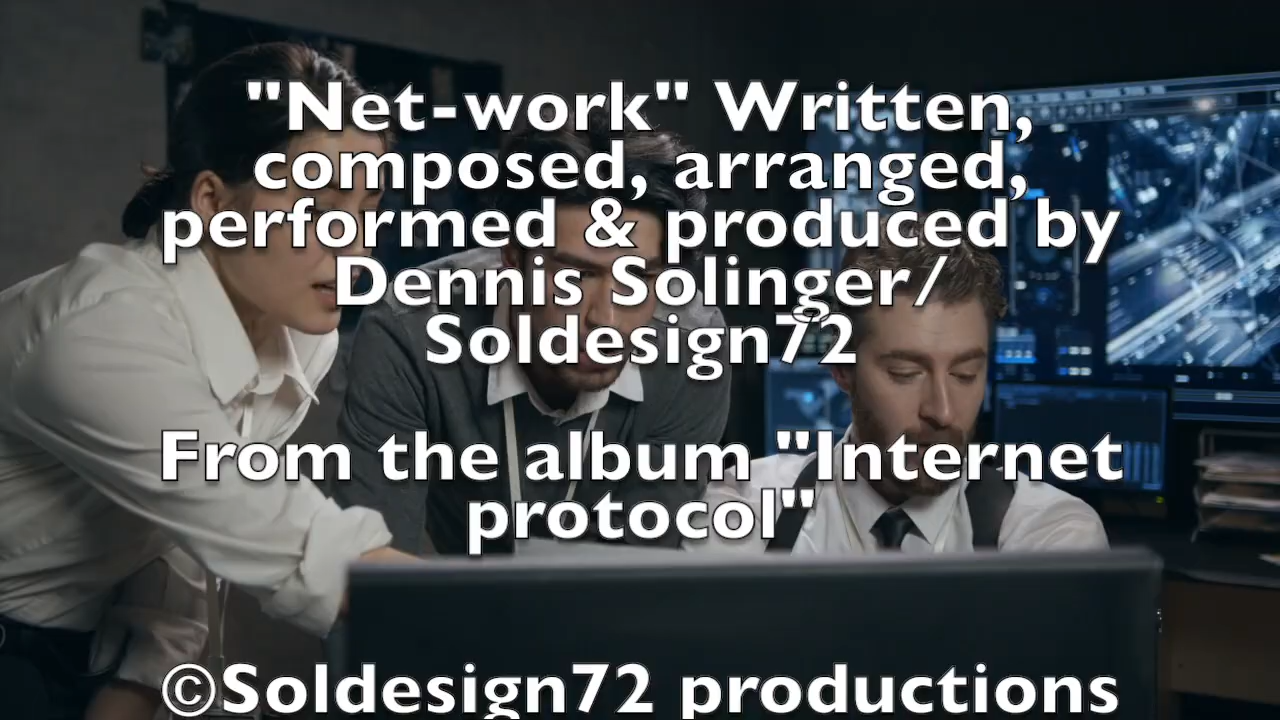 "Net-work" Written,
composed, arranged,
performed & produced by
Dennis Solinger/
Soldesign72
From the album "Internet
protocol"
©Soldesign72 productions